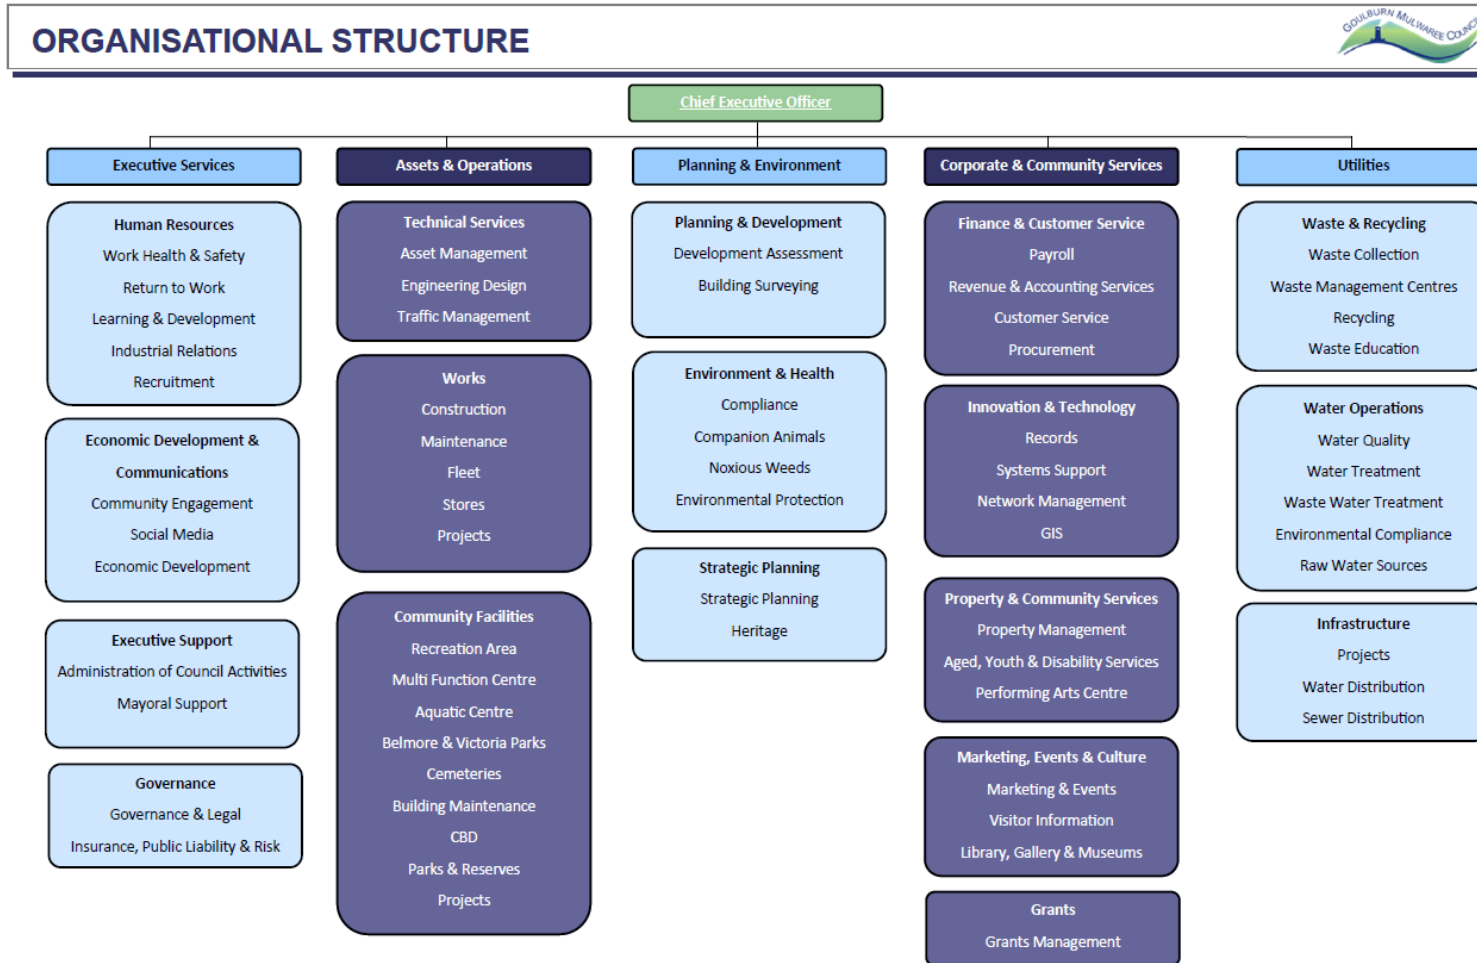 ORGANISATIONAL STRUCTURE
GOULBURN MULWAREE COUNCIL
Chief Executive Officer
Executive Services
Human Resources
Work Health & Safety
Return to Work
Learning & Development
Industrial Relations
Recruitment
Economic Development &
Communications
Community Engagement
Social Media
Economic Development
Executive Support
Administration of Council Activities
Mayoral Support
Governance
Governance & Legal
Insurance, Public Liability & Risk
Assets & Operations
Technical Services
Asset Management
Engineering Design
Traffic Management
Works
Construction
Maintenance
Fleet
Stores
Projects
Community Facilities
Recreation Area
Multi Function Centre
Aquatic Centre
Belmore & Victoria Parks
Cemeteries
Building Maintenance
CBD
Parks & Reserves
Projects
Planning & Environment
Planning & Development
Development Assessment
Building Surveying
Environment & Health
Compliance
Companion Animals
Noxious Weeds
Environmental Protection
Strategic Planning
Strategic Planning
Heritage
Corporate & Community Services
Finance & Customer Service
Payroll
Revenue & Accounting Services
Customer Service
Procurement
Innovation & Technology
Records
Systems Support
Network Management
GIS
Property & Community Services
Property Management
Aged, Youth & Disability Services
Performing Arts Centre
Marketing, Events & Culture
Marketing & Events
Visitor Information
Library, Gallery & Museums
Grants
Grants Management
Utilities
Waste & Recycling
Waste Collection
Waste Management Centres
Recycling
Waste Education
Water Operations
Water Quality
Water Treatment
Waste Water Treatment
Environmental Compliance
Raw Water Sources
Infrastructure
Projects
Water Distribution
Sewer Distribution